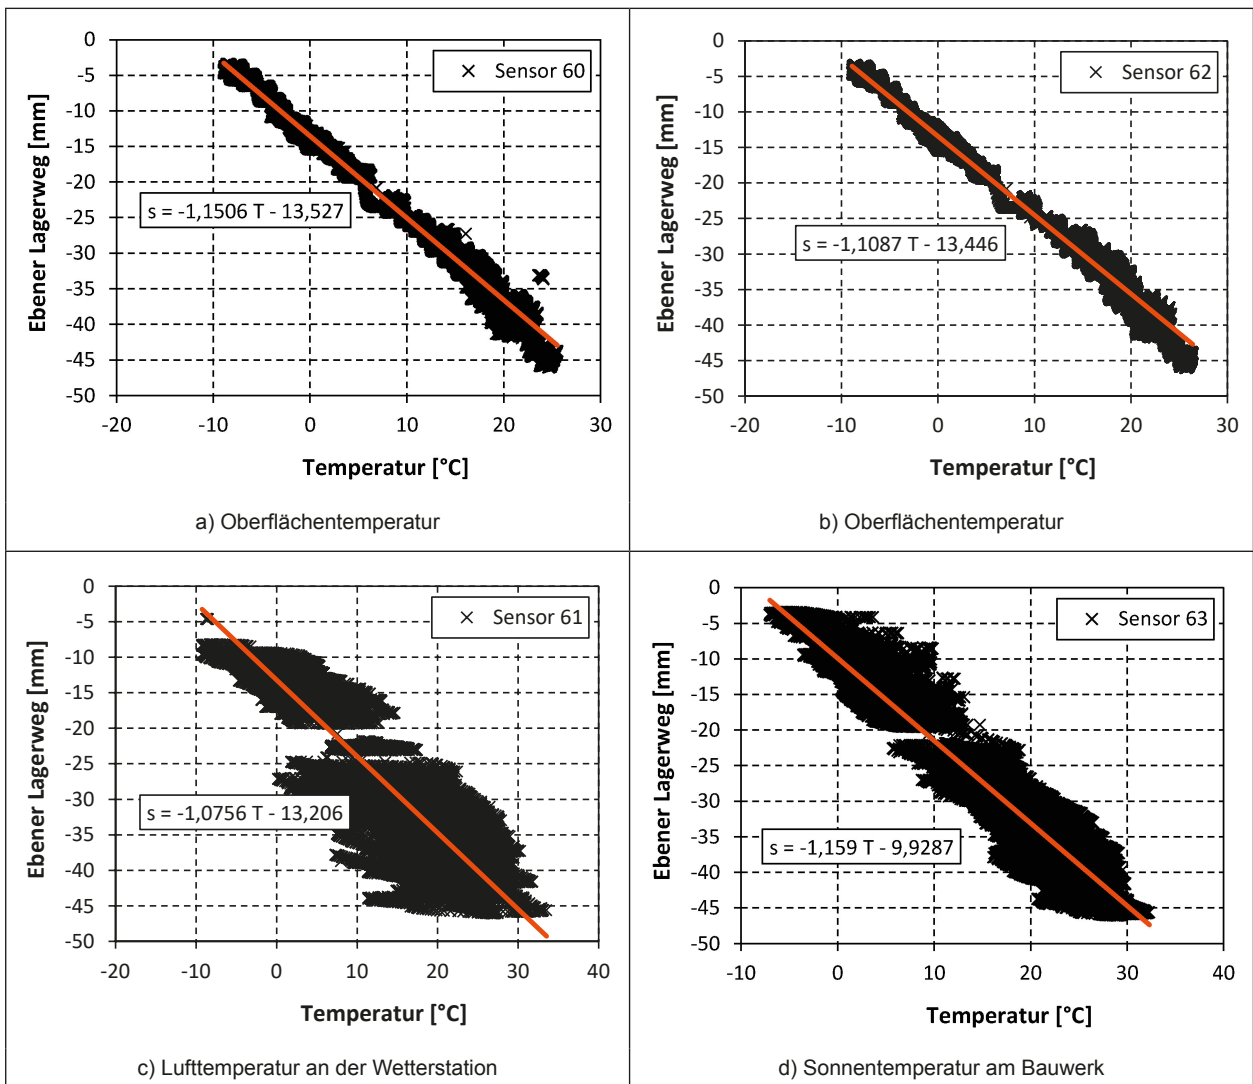 0
-5
-10
-15
-20
-25
-30
-35
-40
-45
-50
Ebener Lagerweg [mm]
Sensor 60
s = -1,1506 T - 13,527
-20 -10 0 10 20 30
Temperatur [°C]
a) Oberflächentemperatur
0
-5
-10
-15
-20
-25
-30
-35
-40
-45
-50
Ebener Lagerweg [mm]
Sensor 62
s = -1,1087 T - 13,446
-20 -10 0 10 20 30
Temperatur [°C]
b) Oberflächentemperatur
0
-5
-10
-15
-20
-25
-30
-35
-40
-45
-50
Ebener Lagerweg [mm]
Sensor 61
s = -1,0756 T - 13,206
-20 -10 0 10 20 30 40
Temperatur [°C]
c) Lufttemperatur an der Wetterstation
0
-5
-10
-15
-20
-25
-30
-35
-40
-45
-50
Ebener Lagerweg [mm]
Sensor 63
s = -1,159 T - 9,9287
-10 0 10 20 30 40
Temperatur [°C]
d) Sonnentemperatur am Bauwerk